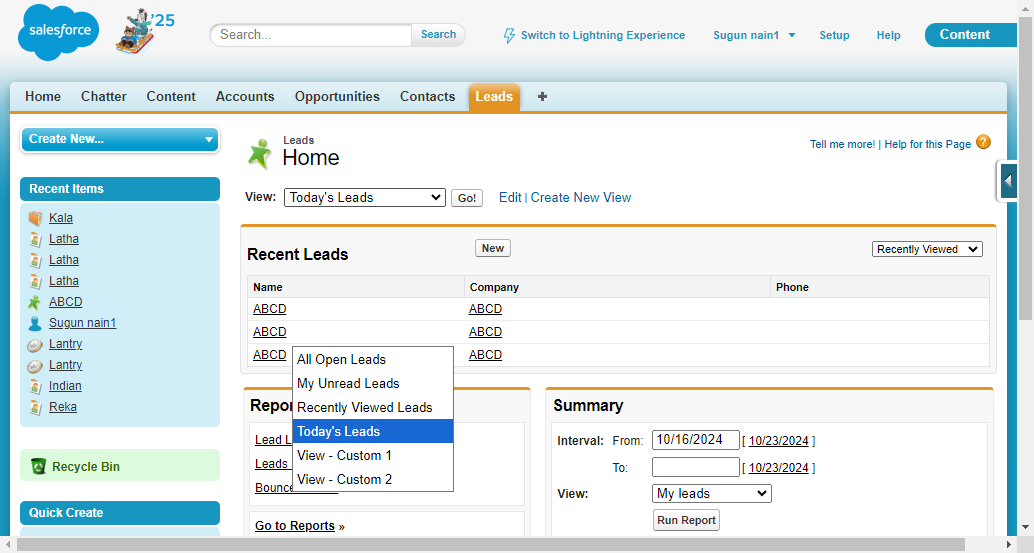 salesforce
'25
Search...
Search
Switch to Lightning Experience
Sugun nain1
Setup
Help
Content
Home
Chatter
Content
Accounts
Opportunities
Contacts
Leads
+
Create New...
Recent Items
Kala
Latha
Latha
Latha
ABCD
Sugun nain1
Lantry
Lantry
Indian
Reka
Recycle Bin
Quick Create
Leads
Home
Tell me more! | Help for this Page ?
View: Today's Leads Go! Edit | Create New View
Recent Leads New Recently Viewed
Name Company Phone
ABCD ABCD
ABCD ABCD
ABCD ABCD
All Open Leads
My Unread Leads
Recently Viewed Leads
Today's Leads
View - Custom 1
View - Custom 2
Lead L
Leads
Go to Reports »
Summary
Interval: From: 10/16/2024 [ 10/23/2024 ]
To: [ 10/23/2024 ]
View: My leads
Run Report